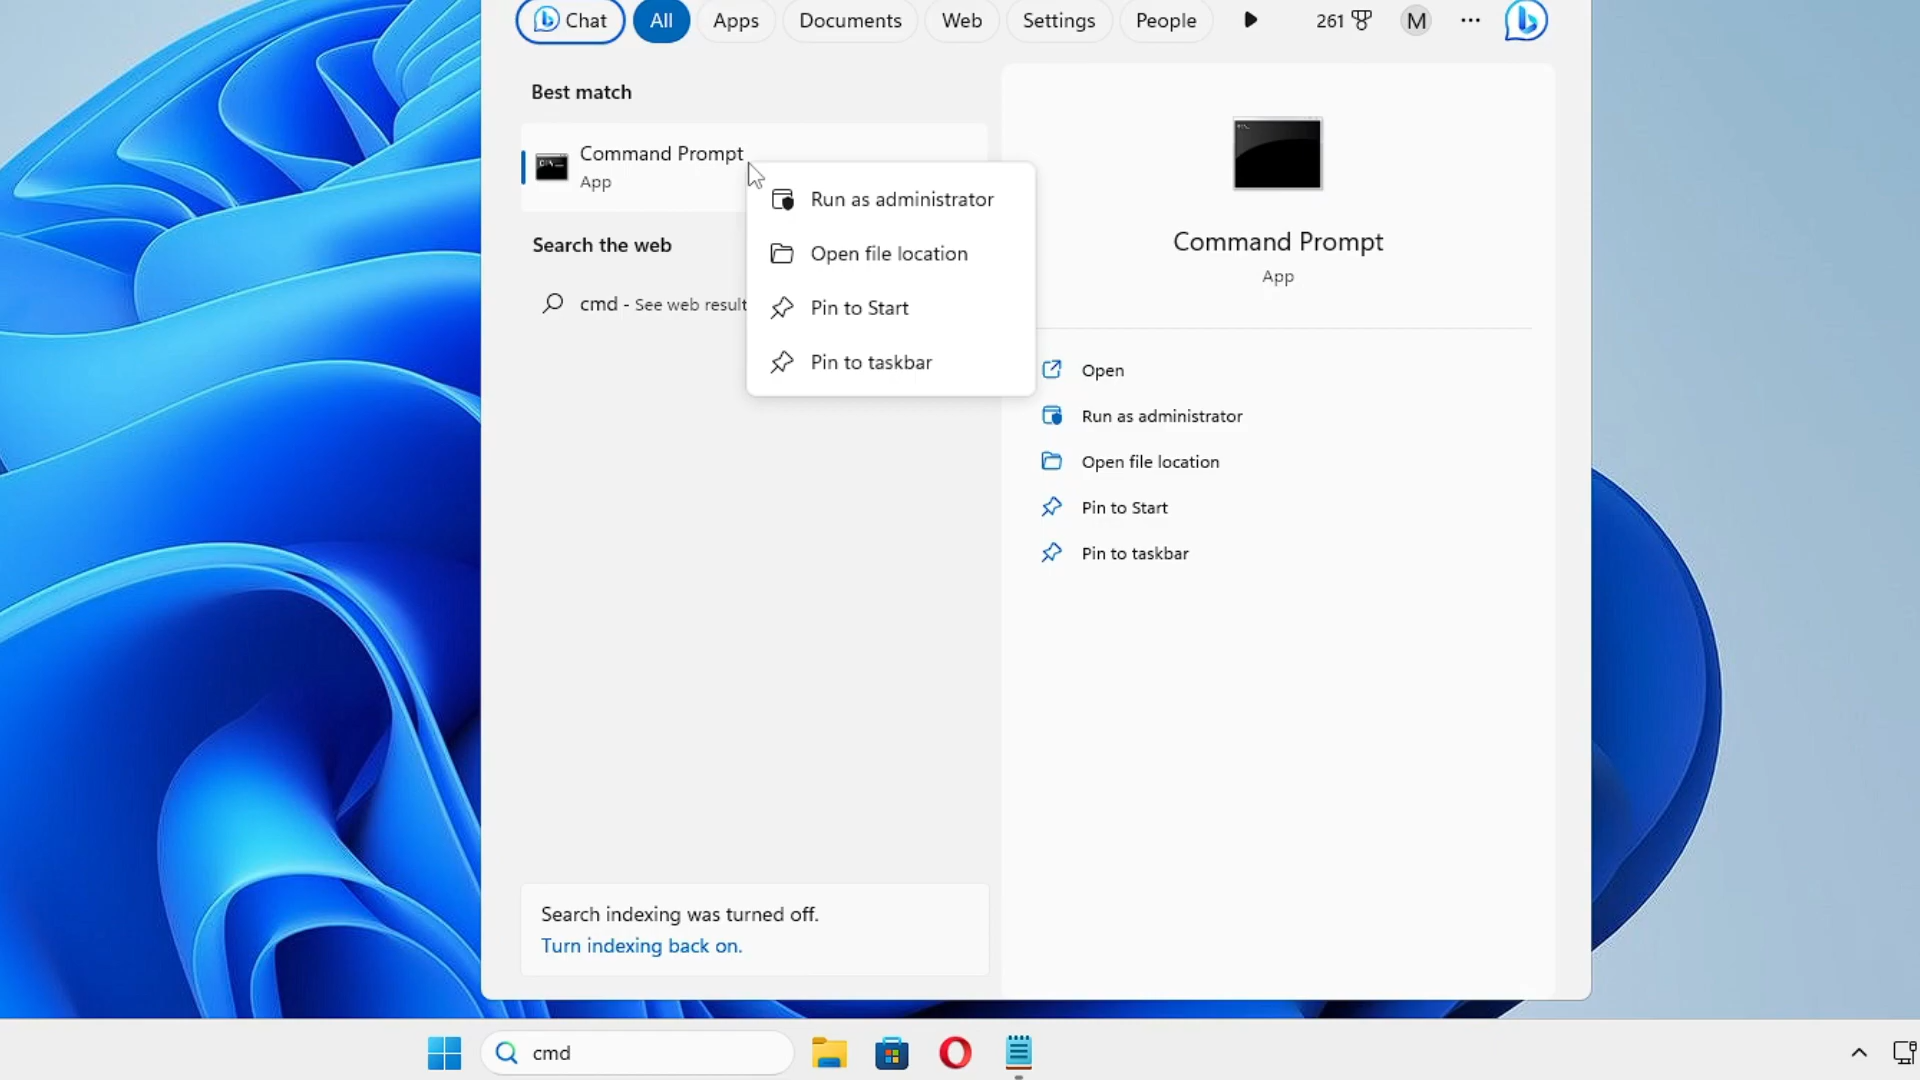 Chat All Apps Documents Web Settings People 261 M
Best match
Command Prompt
App
Run as administrator
Open file location
Pin to Start
Pin to taskbar
Search the web
cmd - See web result
Command Prompt
App
Open
Run as administrator
Open file location
Pin to Start
Pin to taskbar
Search indexing was turned off.
Turn indexing back on.
cmd